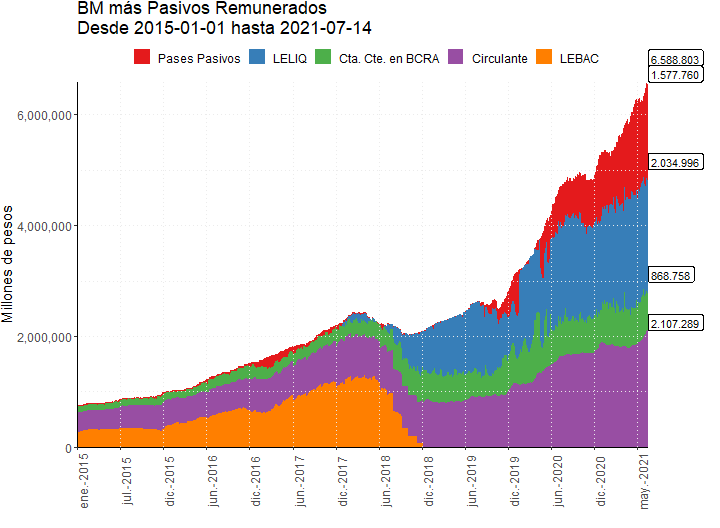 BM más Pasivos Remunerados
Desde 2015-01-01 hasta 2021-07-14
Pases Pasivos LELIQ Cta. Cte. en BCRA Circulante LEBAC
6.588.803
1.577.760
2.034.996
868.758
2.107.289
Millones de pesos
6,000,000
4,000,000
2,000,000
0
ene.-2015
jul.-2015
dic.-2015
jun.-2016
dic.-2016
jun.-2017
dic.-2017
jun.-2018
dic.-2018
jun.-2019
dic.-2019
jun.-2020
dic.-2020
may.-2021